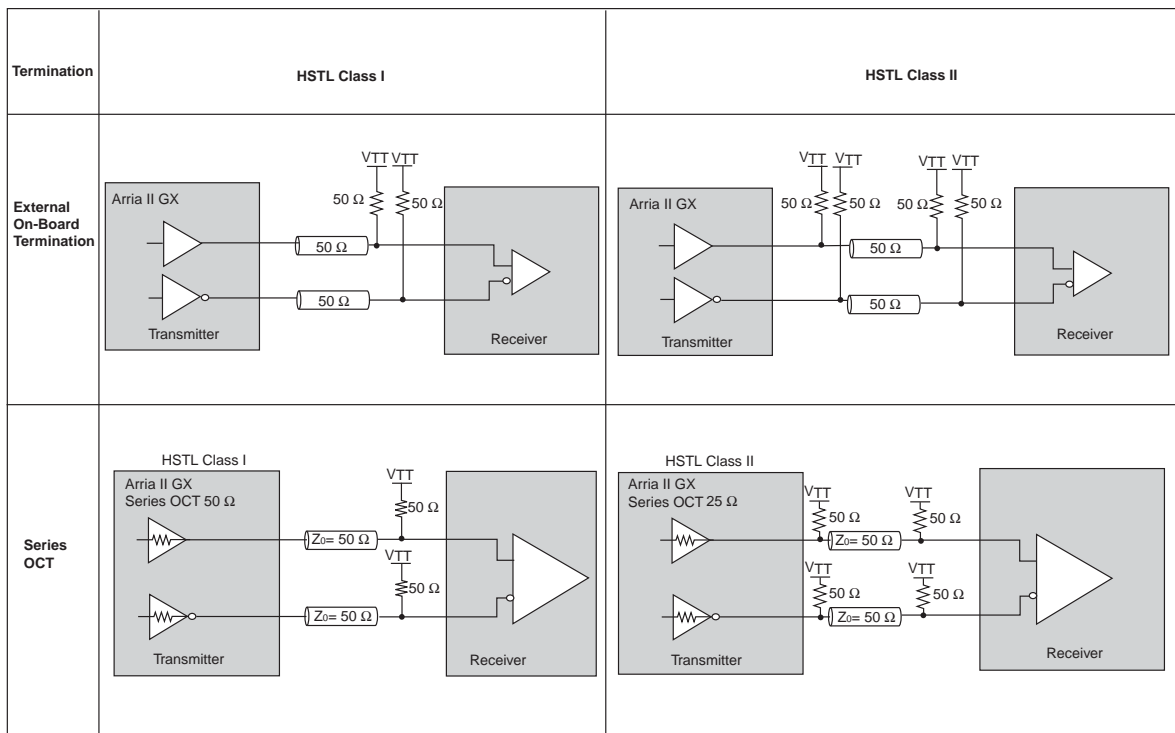 Termination
HSTL Class I
HSTL Class II
External
On-Board
Termination
VTT VTT
50 Ω 50 Ω
Arria II GX
50 Ω
50 Ω
Transmitter
Receiver
VTT VTT VTT VTT
50 Ω 50 Ω 50 Ω 50 Ω
Arria II GX
50 Ω
50 Ω
Transmitter
Receiver
Series
OCT
HSTL Class I
Arria II GX
Series OCT 50 Ω
VTT
50 Ω
Z0= 50 Ω
VTT
50 Ω
Z0= 50 Ω
Transmitter
Receiver
HSTL Class II
Arria II GX
Series OCT 25 Ω
VTT VTT
50 Ω 50 Ω
Z0= 50 Ω
VTT VTT
50 Ω 50 Ω
Z0= 50 Ω
Transmitter
Receiver